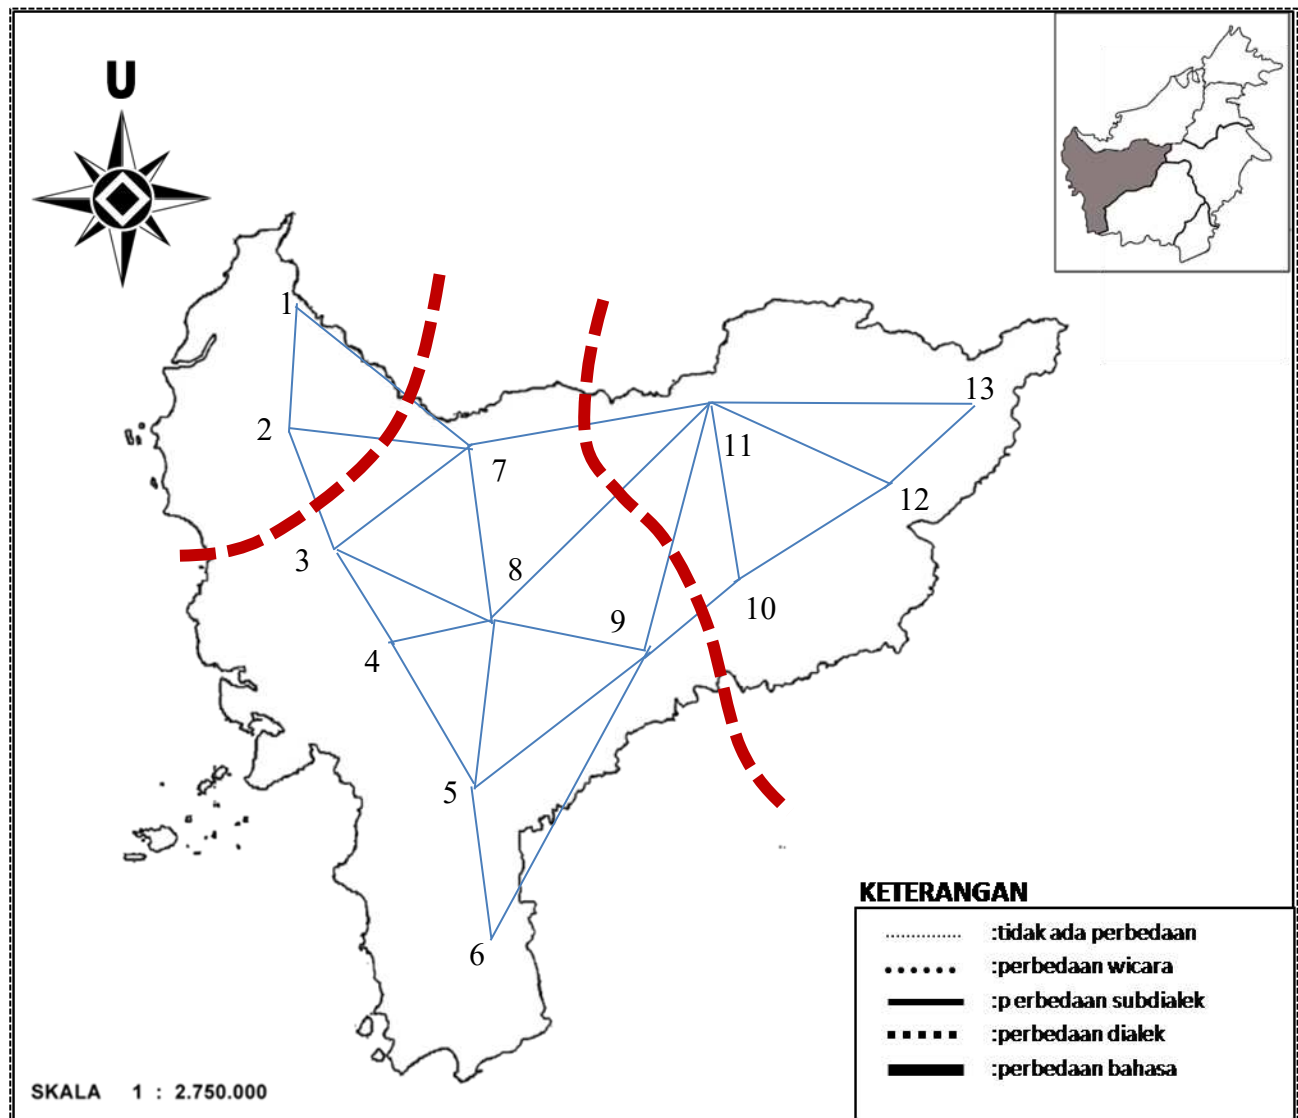 U
1
2
3
4
5
6
7
8
9
10
11
12
13
KETERANGAN
:tidak ada perbedaan
:perbedaan wicara
:perbedaan subdialek
:perbedaan dialek
:perbedaan bahasa
SKALA 1 : 2.750.000